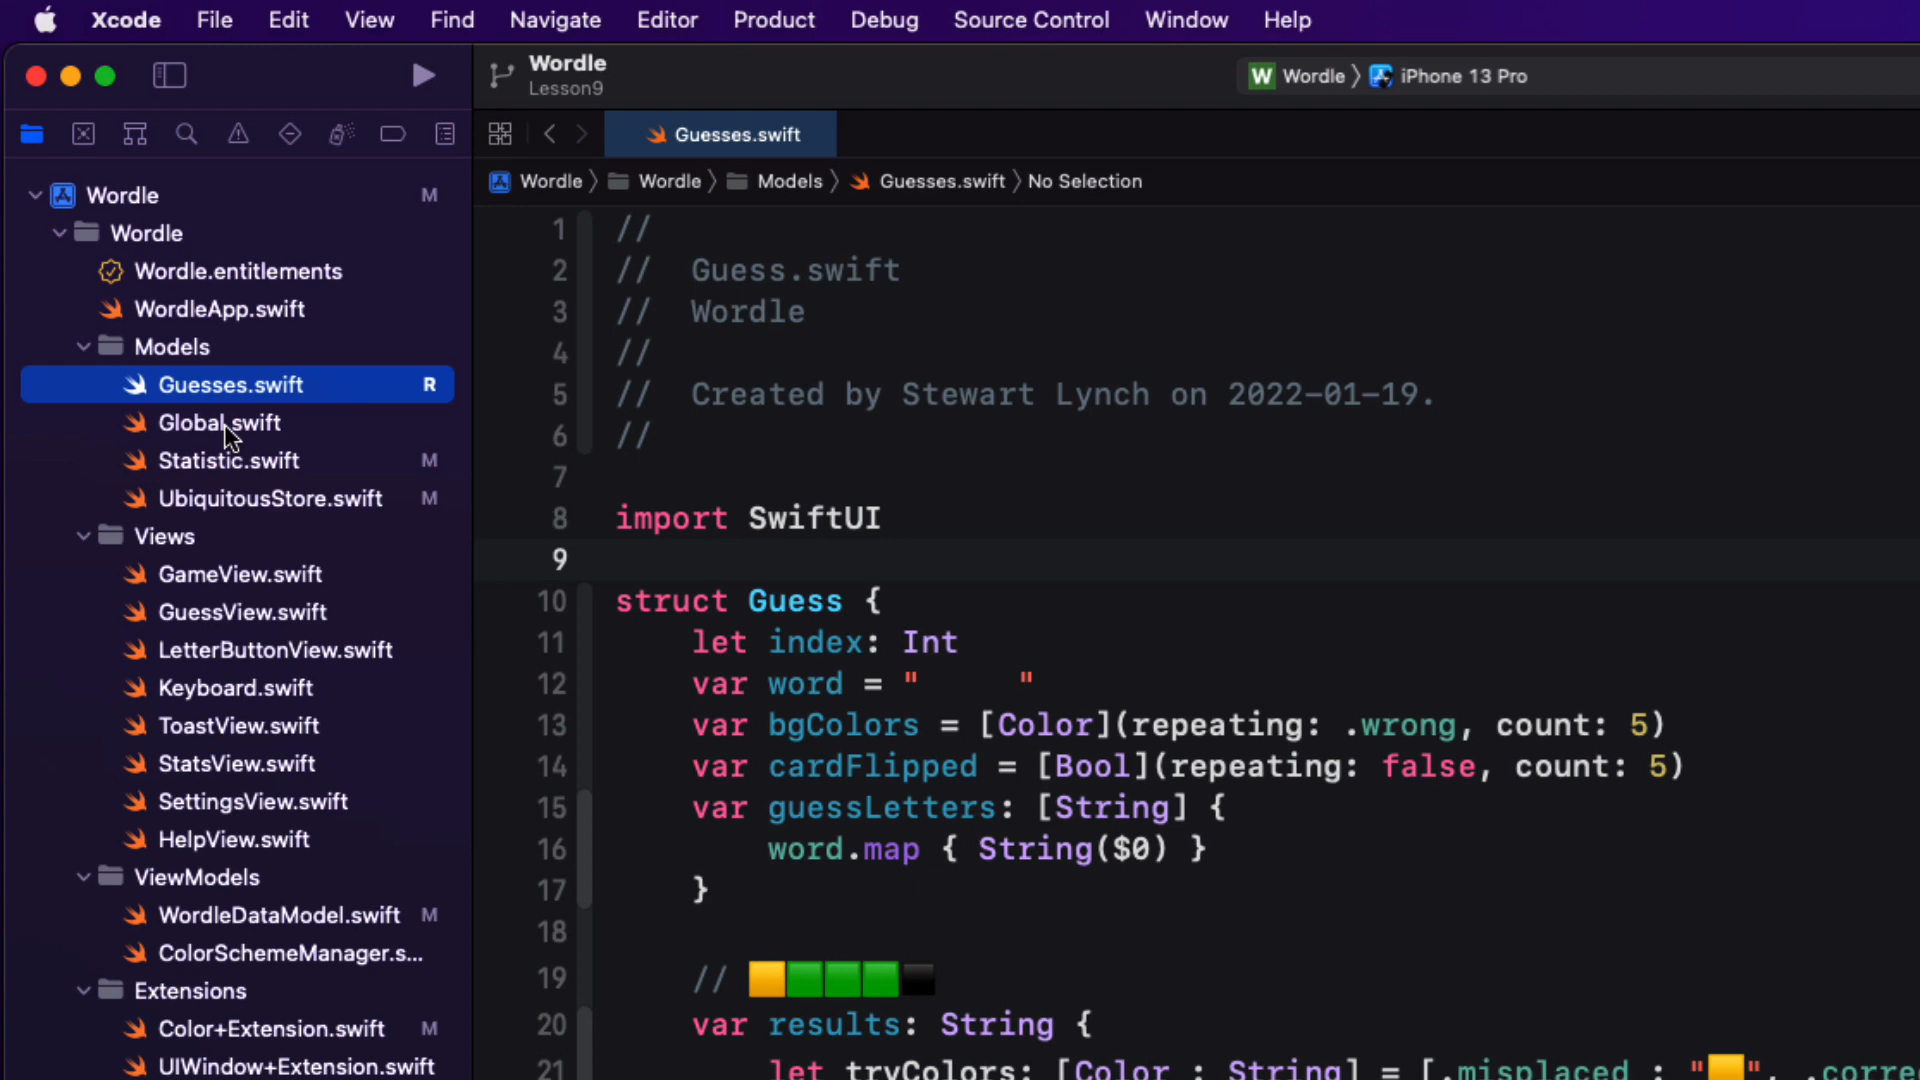 Xcode File Edit View Find Navigate Editor Product Debug Source Control Window Help
Wordle
Lesson9
W Wordle 〉 iPhone 13 Pro
Guesses.swift
Wordle 〉 Wordle 〉 Models 〉 Guesses.swift 〉 No Selection
Wordle M
Wordle
Wordle.entitlements
WordleApp.swift
Models
Guesses.swift R
Global.swift
Statistic.swift M
UbiquitousStore.swift M
Views
GameView.swift
GuessView.swift
LetterButtonView.swift
Keyboard.swift
ToastView.swift
StatsView.swift
SettingsView.swift
HelpView.swift
ViewModels
WordleDataModel.swift M
ColorSchemeManager.s...
Extensions
Color+Extension.swift M
UIWindow+Extension.swift
1 //
2 //  Guess.swift
3 //  Wordle
4 //
5 //  Created by Stewart Lynch on 2022-01-19.
6 //
7
8 import SwiftUI
9
10 struct Guess {
11     let index: Int
12     var word = "     "
13     var bgColors = [Color](repeating: .wrong, count: 5)
14     var cardFlipped = [Bool](repeating: false, count: 5)
15     var guessLetters: [String] {
16         word.map { String($0) }
17     }
18
19     // 🟨🟩🟩🟩⬛
20     var results: String {
21         let tryColors: [Color : String] = [.misplaced : "🟨", .corre